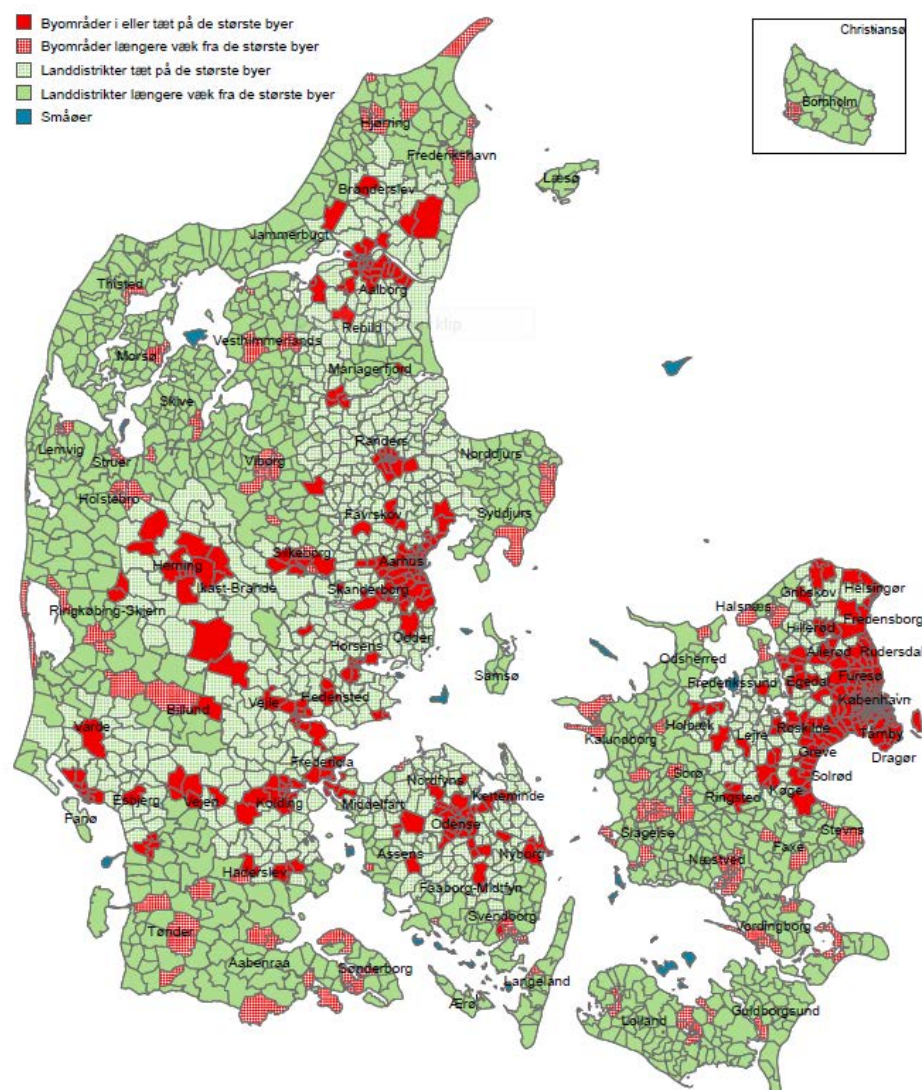 Byområder i eller tæt på de største byer
Byområder længere væk fra de største byer
Landdistrikter tæt på de største byer
Landdistrikter længere væk fra de største byer
Småøer
Christiansø
Bornholm
Hjørring
Frederikshavn
Læsø
Brønderslev
Jammerbugt
Thisted
Aalborg
Rebild
klip
Vesthimmerlands
Morsø
Mariagerfjord
Skive
Randers
Norddjurs
Lemvig
Struer
Viborg
Holstebro
Favrskov
Syddjurs
Silkeborg
Aarhus
Herning
Ikast-Brande
Skanderborg
Ringkøbing-Skjern
Odder
Horsens
Samsø
Hedensted
Billund
Vejle
Varde
Fredericia
Fanø
Esbjerg
Vejen
Kolding
Middelfart
Nordfyns
Kerteminde
Odense
Assens
Nyborg
Haderslev
Faaborg-Midtfyn
Svendborg
Tønder
Aabenraa
Sønderborg
Langeland
Ærø
Gribskov
Helsingør
Halsnæs
Fredensborg
Hillerød
Odsherred
Allerød
Rudersdal
Frederikssund
Egedal
Furesø
København
Holbæk
Roskilde
Tårnby
Kalundborg
Lejre
Greve
Dragør
Sorø
Solrød
Ringsted
Køge
Slagelse
Stevns
Faxe
Næstved
Vordingborg
Guldborgsund
Lolland